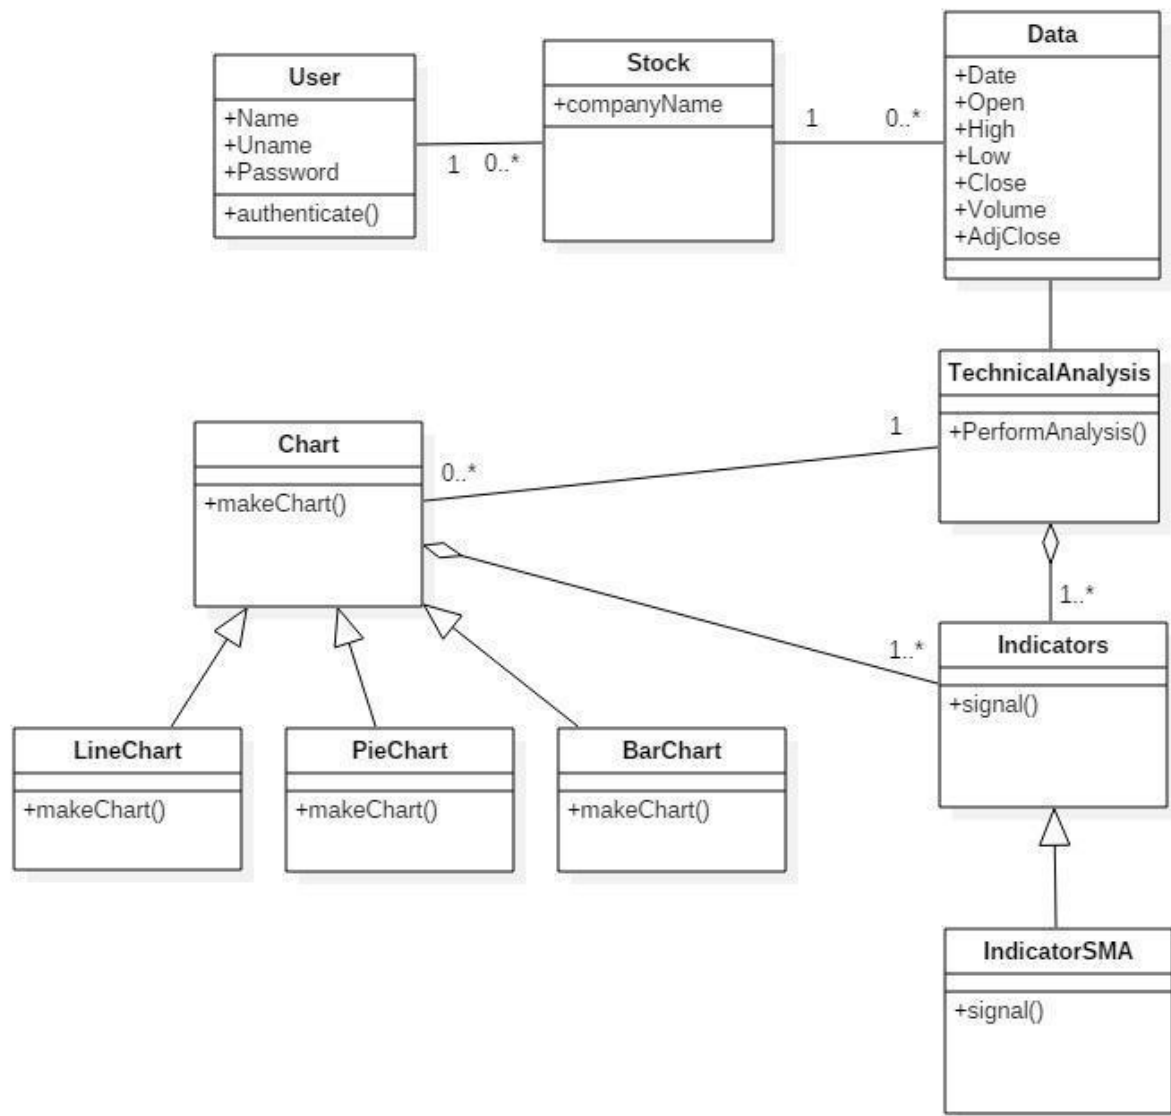 User
+Name
+Uname
+Password
+authenticate()
1
0..*
Stock
+companyName
1
0..*
Data
+Date
+Open
+High
+Low
+Close
+Volume
+AdjClose
TechnicalAnalysis
+PerformAnalysis()
1
0..*
Chart
+makeChart()
1..*
1..*
Indicators
+signal()
LineChart
+makeChart()
PieChart
+makeChart()
BarChart
+makeChart()
IndicatorSMA
+signal()